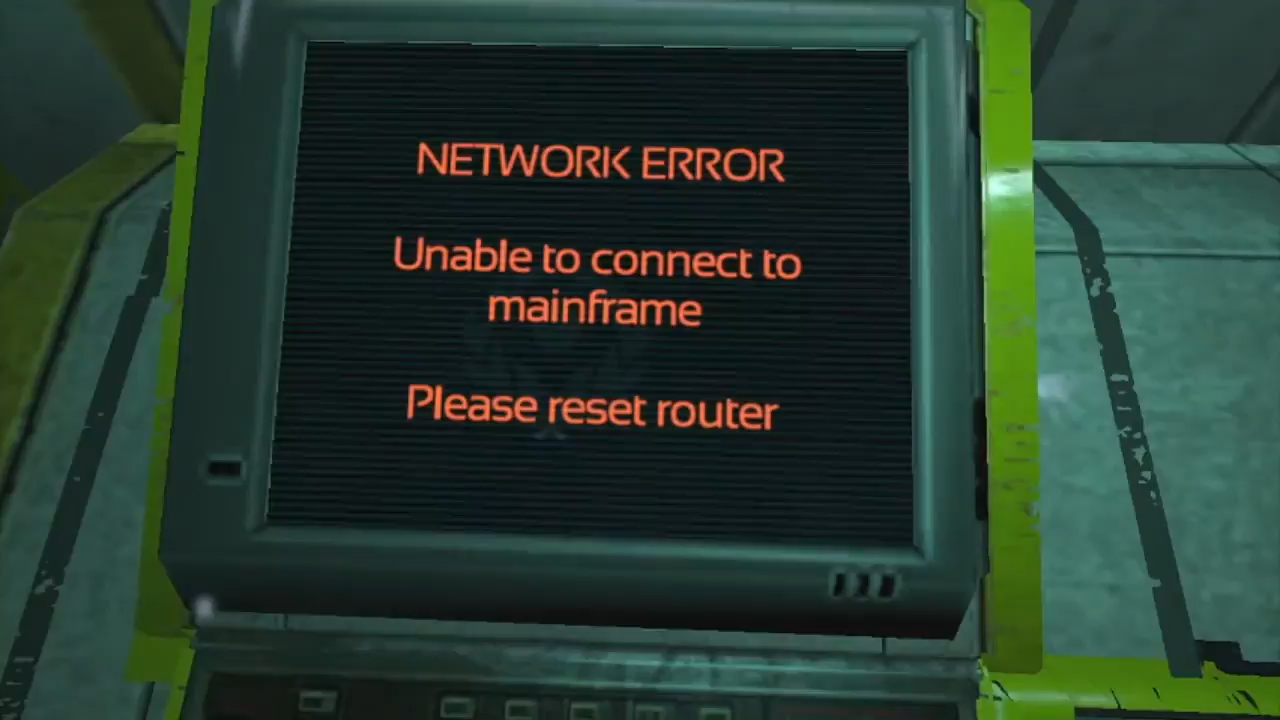 NETWORK ERROR
Unable to connect to
mainframe
Please reset router